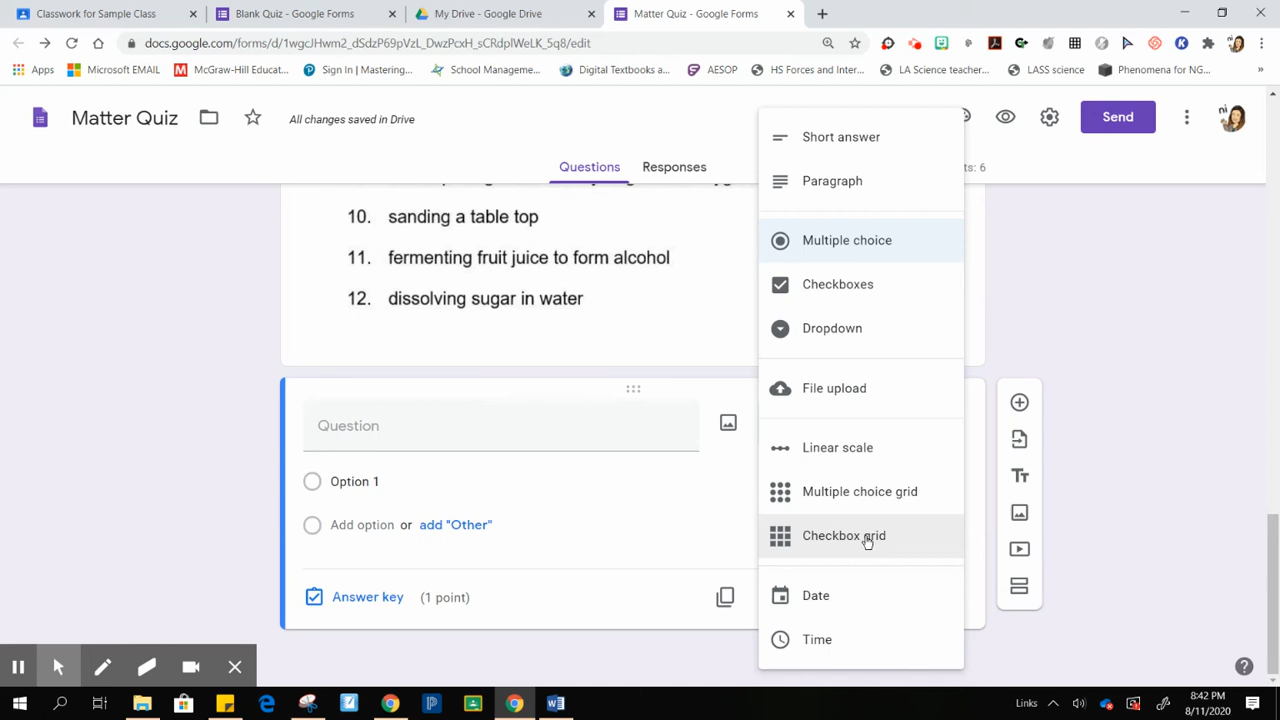 Classwork for Sample Class
Blank Quiz - Google Forms
My Drive - Google Drive
Matter Quiz - Google Forms
docs.google.com/forms/d/1wgcJHwm2_dSdzP69pVzL_DwzPcxH_sCRdplWeLK_5q8/edit
Apps
Microsoft EMAIL
McGraw-Hill Educat...
Sign In | Mastering...
School Manageme...
Digital Textbooks a...
AESOP
HS Forces and Inter...
LA Science teacher...
LASS science
Phenomena for NG...
Matter Quiz
All changes saved in Drive
Send
Questions
Responses
ts: 6
10. sanding a table top
11. fermenting fruit juice to form alcohol
12. dissolving sugar in water
Question
Option 1
Add option or add "Other"
Answer key (1 point)
Short answer
Paragraph
Multiple choice
Checkboxes
Dropdown
File upload
Linear scale
Multiple choice grid
Checkbox grid
Date
Time
Links
8:42 PM
8/11/2020